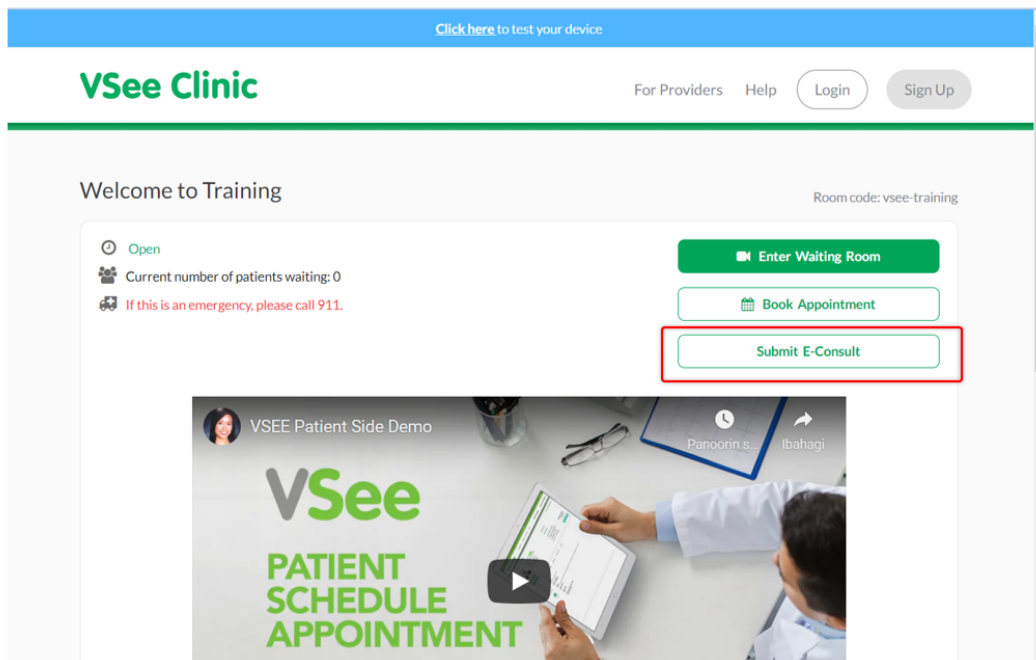 Click here to test your device
VSee Clinic
For Providers Help Login Sign Up
Welcome to Training
Room code: vsee-training
Open
Current number of patients waiting: 0
If this is an emergency, please call 911.
Enter Waiting Room
Book Appointment
Submit E-Consult
VSEE Patient Side Demo
Panoorin s...
Ibahagi
VSee
PATIENT
SCHEDULE
APPOINTMENT